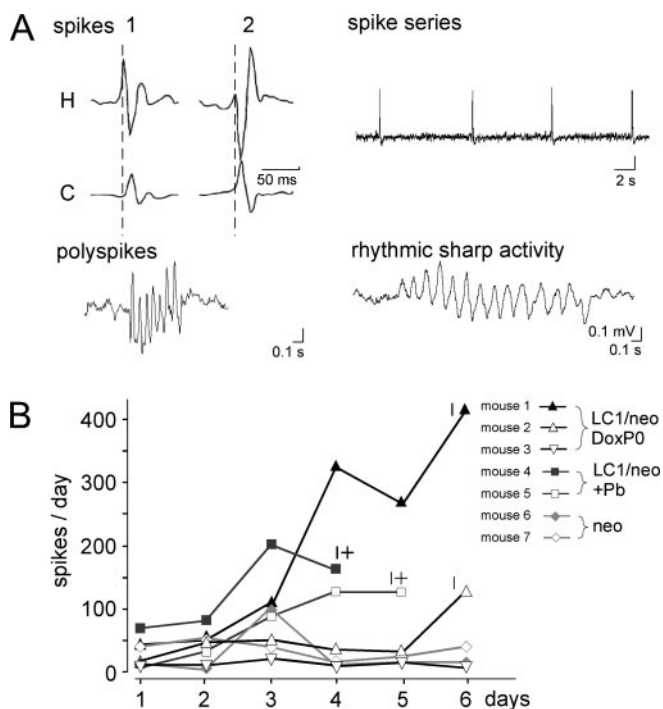 A
spikes 1 2
spike series
H
C
50 ms
2 s
polyspikes
rhythmic sharp activity
0.1 s
0.1 mV
0.1 s
B
400
300
200
100
0
spikes / day
1 2 3 4 5 6 days
I+
I+
I
I
mouse 1
mouse 2
mouse 3
LC1/neo
DoxP0
mouse 4
mouse 5
LC1/neo
+Pb
mouse 6
mouse 7
neo